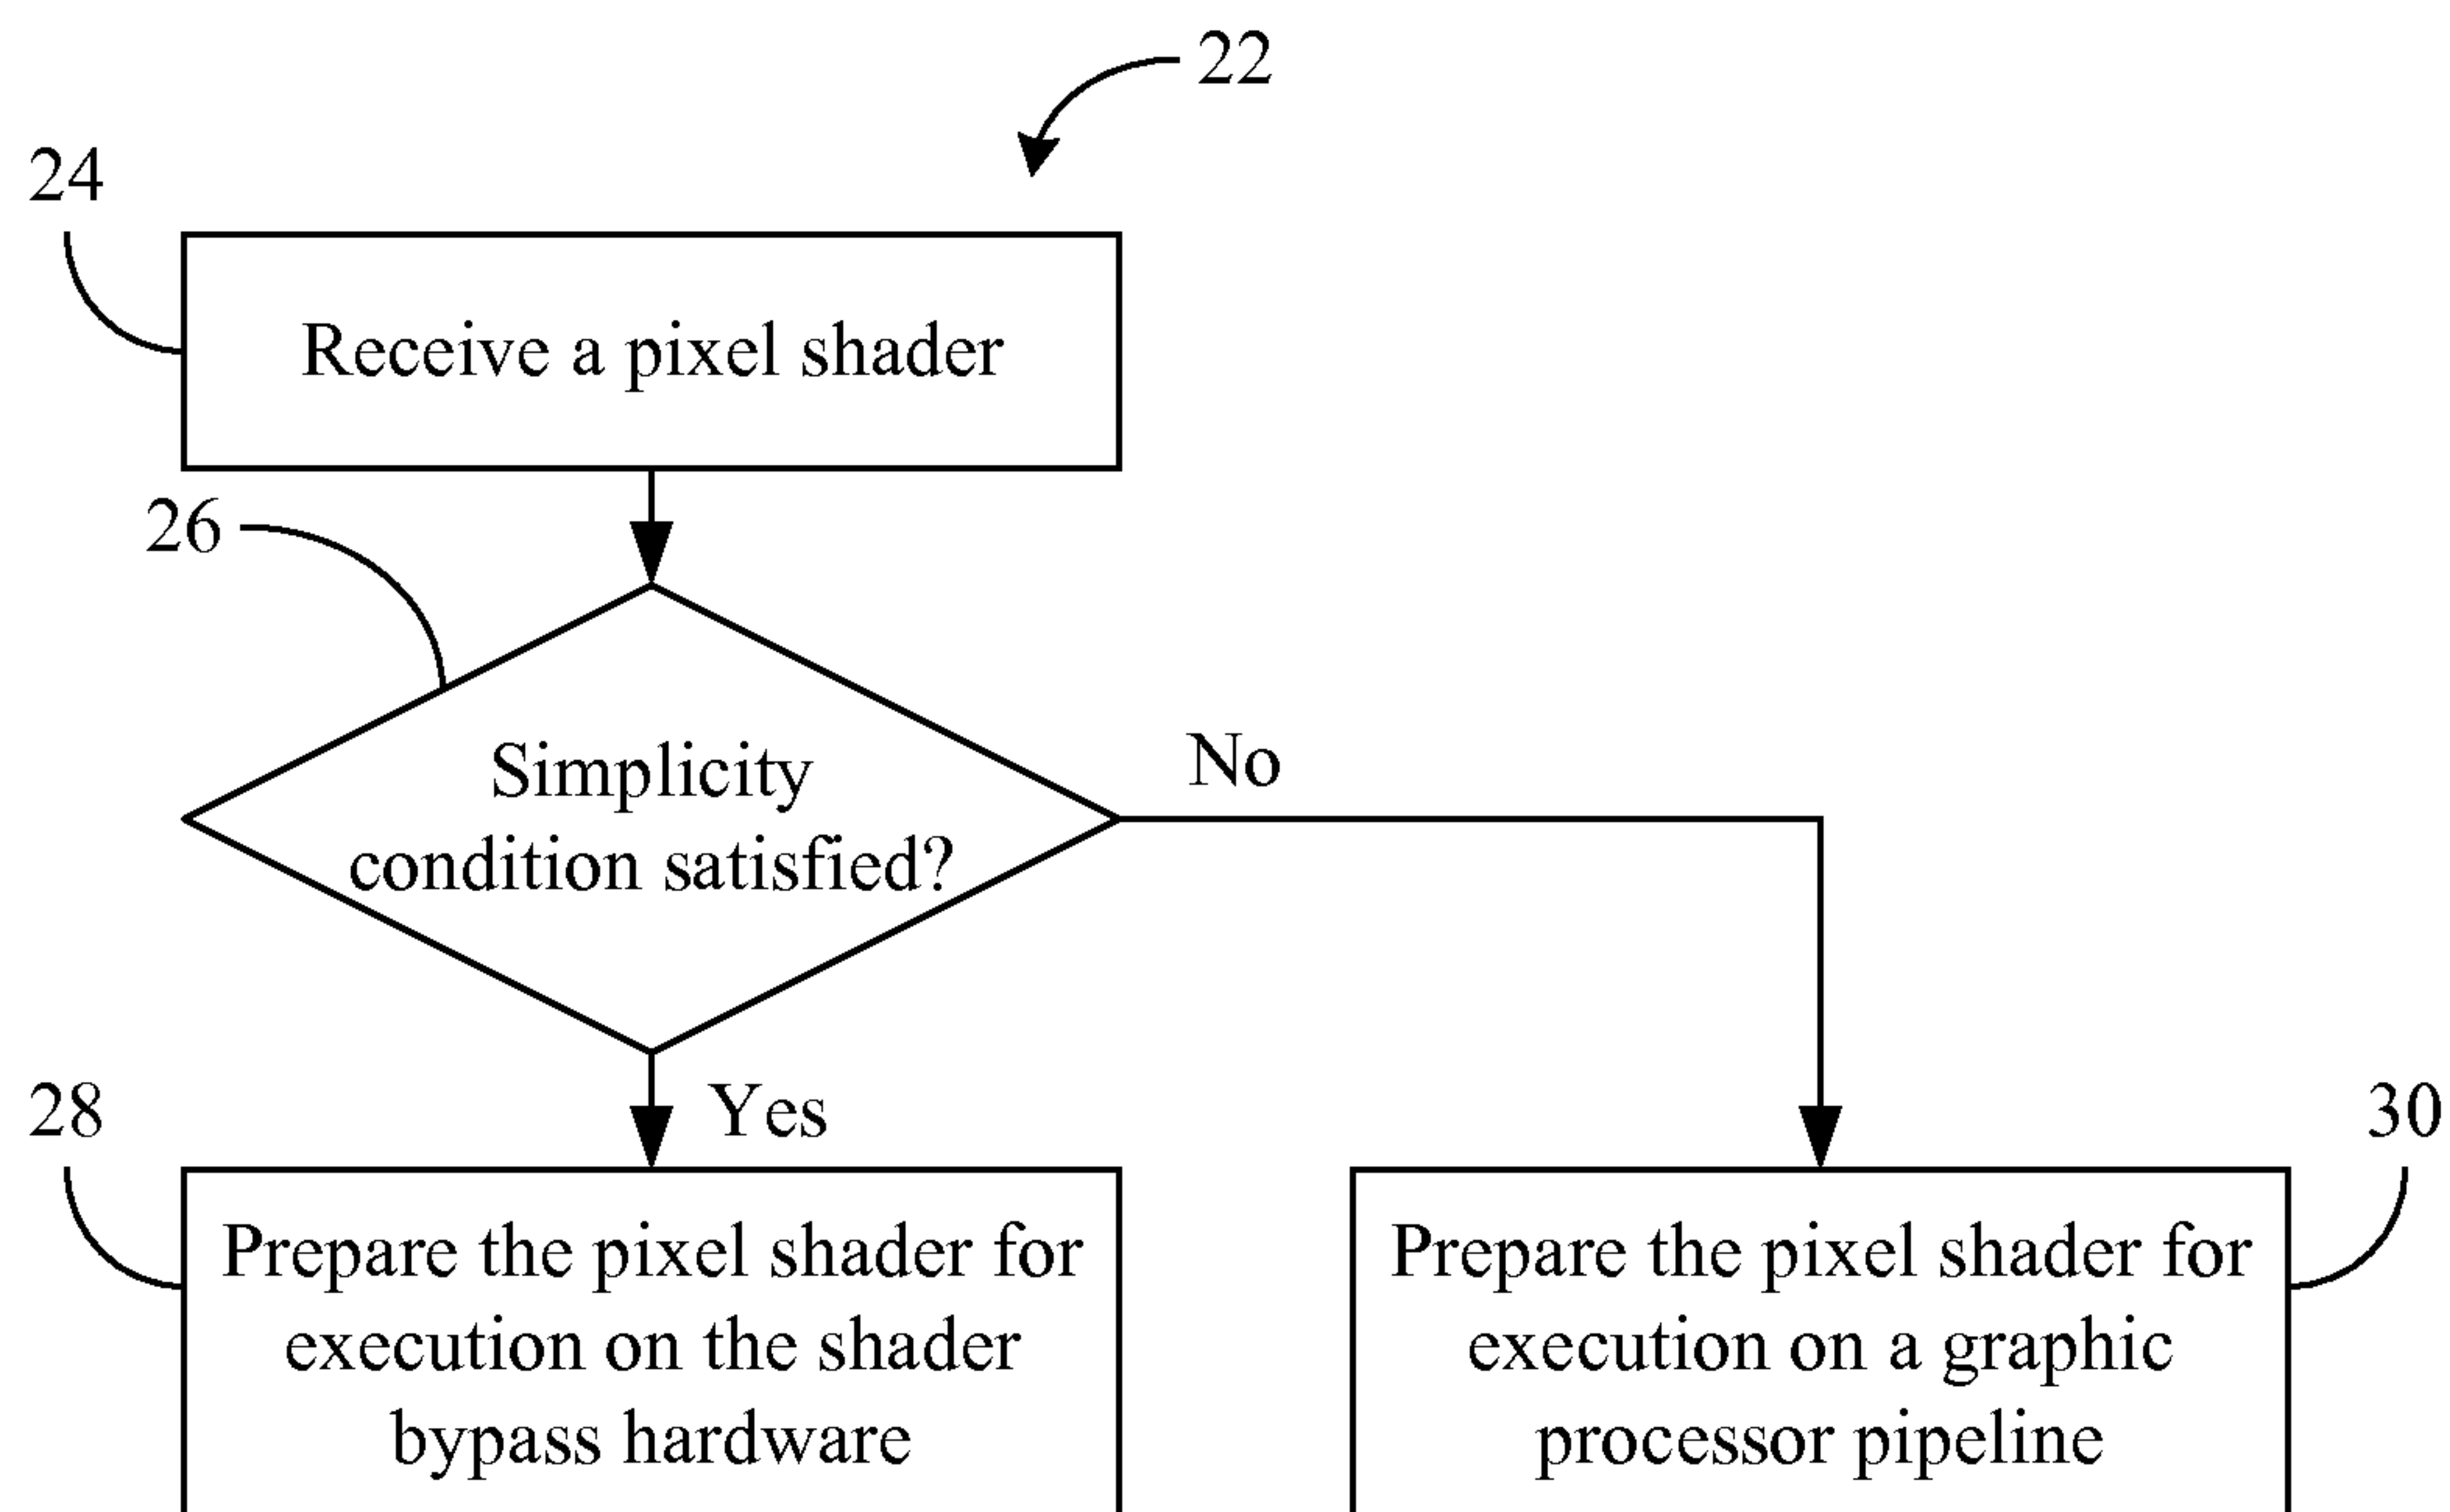 22
24
Receive a pixel shader
26
Simplicity
condition satisfied?
No
Yes
28
Prepare the pixel shader for
execution on the shader
bypass hardware
30
Prepare the pixel shader for
execution on a graphic
processor pipeline